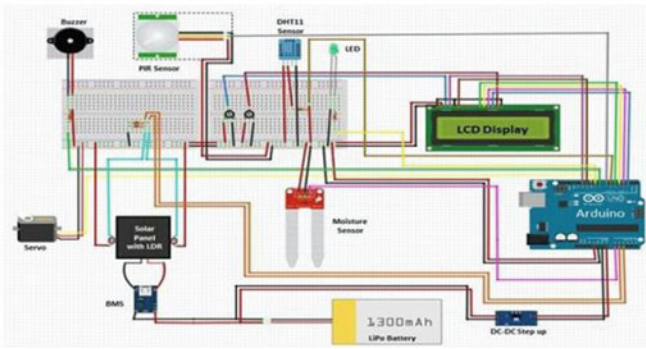 Buzzer
PIR Sensor
DHT11
Sensor
LED
LCD Display
UNO
Arduino
Servo
Solar
Panel
with LDR
Moisture
Sensor
BMS
1300mAh
LiPo Battery
DC-DC Step up